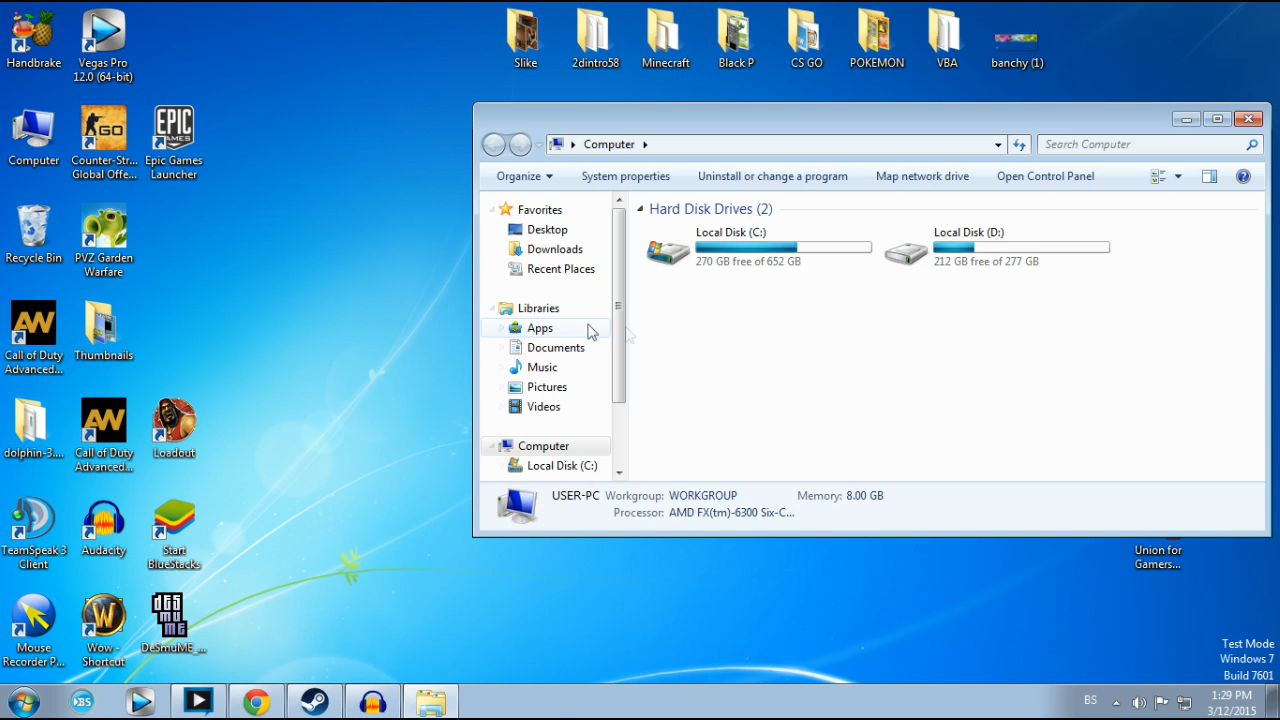 Handbrake
Vegas Pro
12.0 (64-bit)
Slike
2dintro58
Minecraft
Black P
CS GO
POKEMON
VBA
banchy (1)
Computer
GO
Counter-Str...
Global Offe...
EPIC
GAMES
Epic Games
Launcher
Recycle Bin
PVZ Garden
Warfare
AW
Call of Duty
Advanced...
Thumbnails
dolphin-3....
AW
Call of Duty
Advanced...
Loadout
TeamSpeak 3
Client
Audacity
Start
BlueStacks
Mouse
Recorder P...
W
Wow -
Shortcut
DES
MU
ME
DeSmuME_...
Computer
Search Computer
Organize
System properties
Uninstall or change a program
Map network drive
Open Control Panel
Favorites
Desktop
Downloads
Recent Places
Libraries
Apps
Documents
Music
Pictures
Videos
Computer
Local Disk (C:)
Hard Disk Drives (2)
Local Disk (C:)
270 GB free of 652 GB
Local Disk (D:)
212 GB free of 277 GB
USER-PC Workgroup: WORKGROUP Memory: 8.00 GB
Processor: AMD FX(tm)-6300 Six-C...
Union for
Gamers...
Test Mode
Windows 7
Build 7601
BS
BS
1:29 PM
3/12/2015